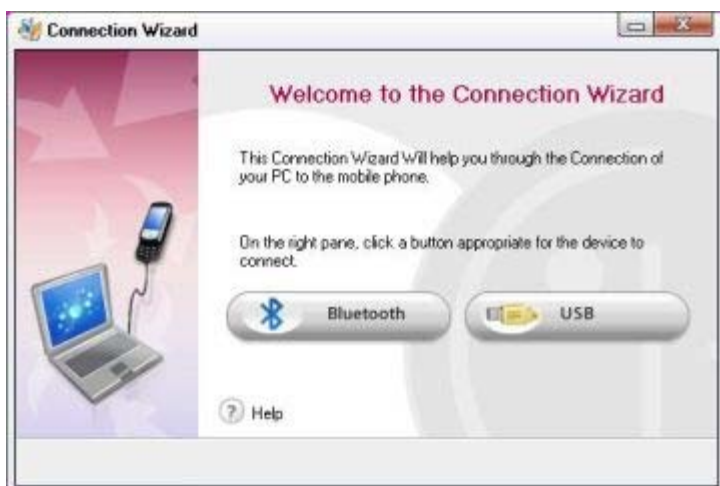 Connection Wizard
Welcome to the Connection Wizard
This Connection Wizard Will help you through the Connection of
your PC to the mobile phone.
On the right pane, click a button appropriate for the device to
connect.
Bluetooth
USB
? Help